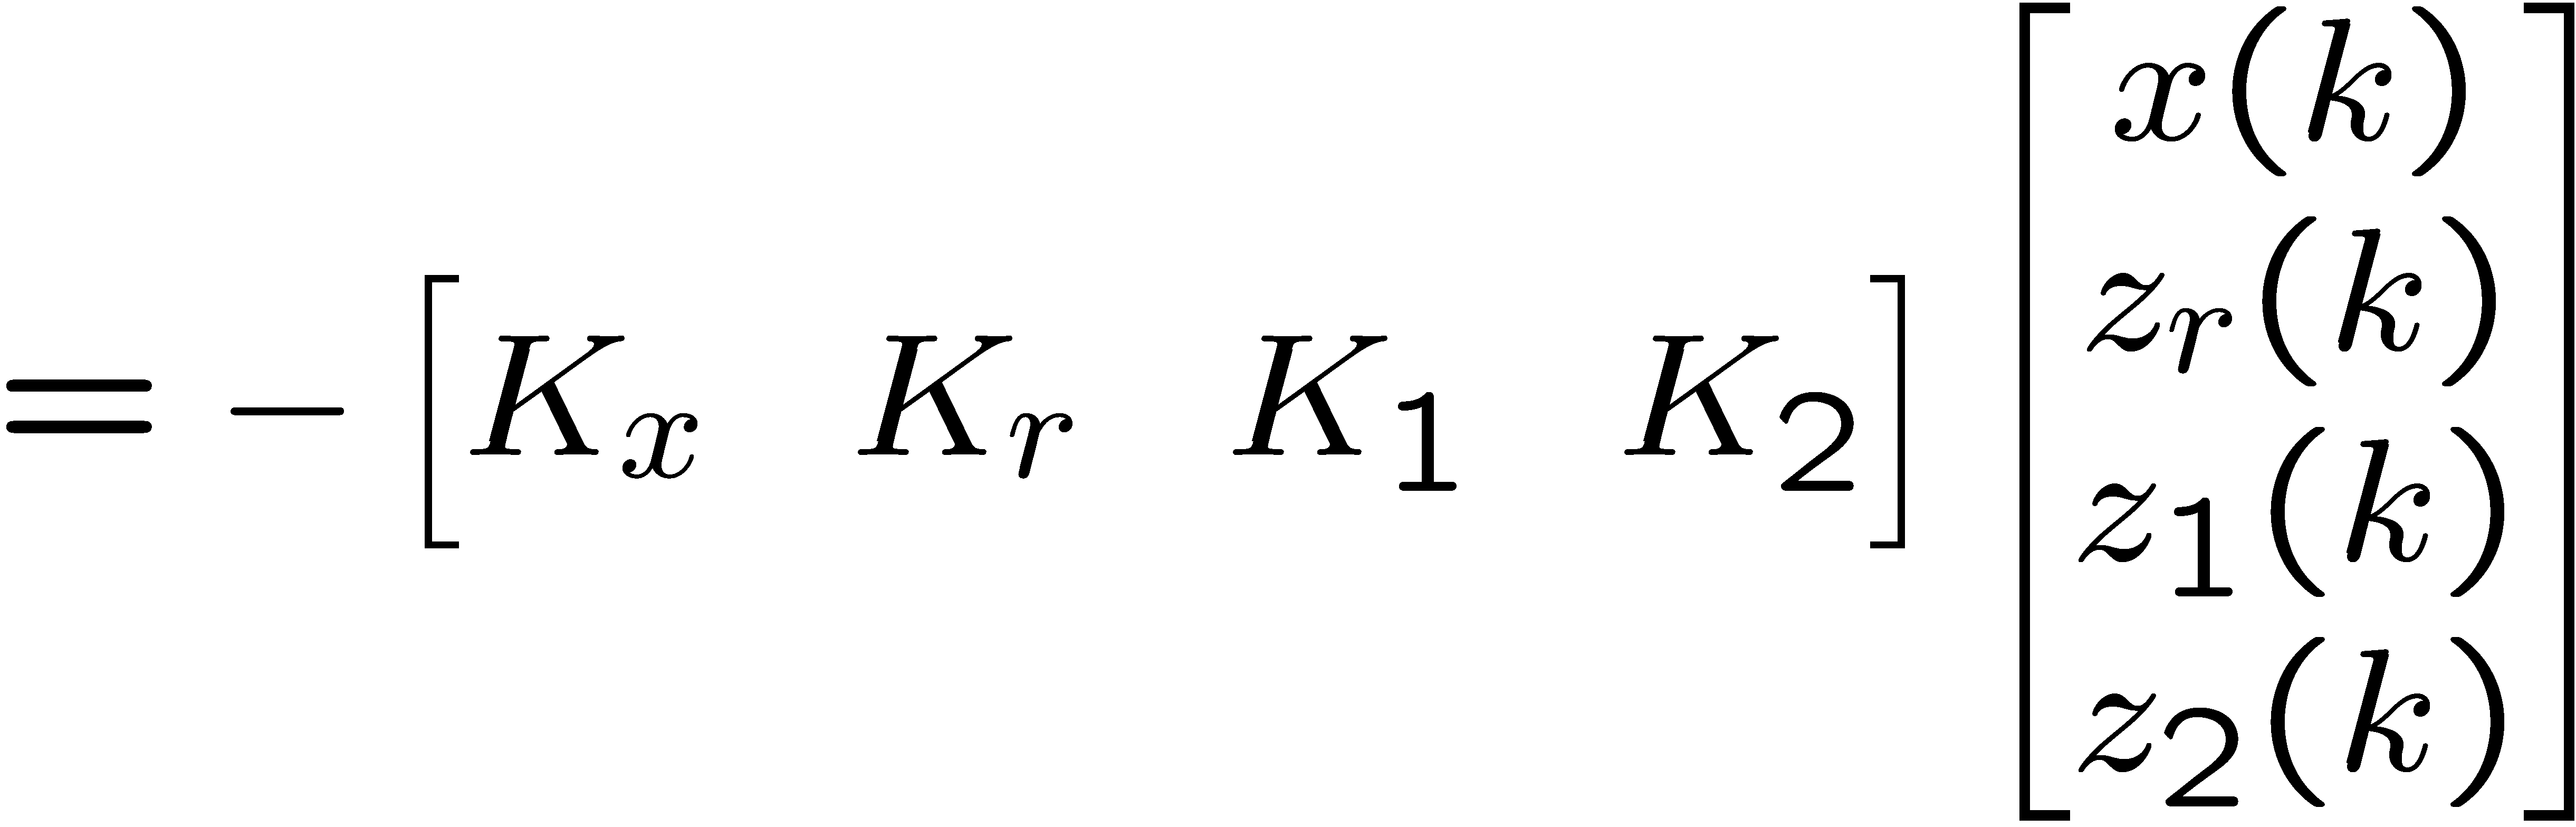 = − [K_x K_r K_1 K_2] [x(k)
z_r(k)
z_1(k)
z_2(k)]